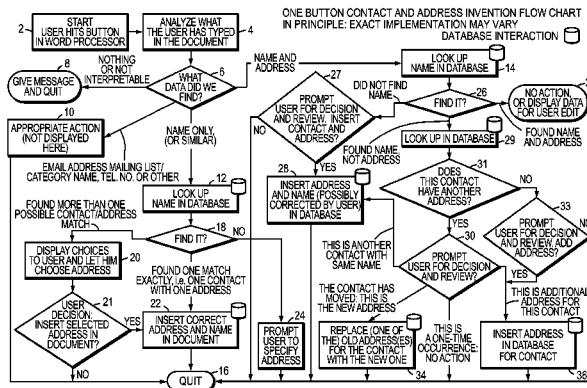 ONE BUTTON CONTACT AND ADDRESS INVENTION FLOW CHART
IN PRINCIPLE: EXACT IMPLEMENTATION MAY VARY
DATABASE INTERACTION
2
START
USER HITS BUTTON
IN WORD PROCESSOR
4
ANALYZE WHAT
THE USER HAS TYPED
IN THE DOCUMENT
8
GIVE MESSAGE
AND QUIT
NOTHING
OR NOT
INTERPRETABLE
6
WHAT
DATA DID WE
FIND?
NAME AND
ADDRESS
LOOK UP
NAME IN DATABASE
14
10
APPROPRIATE ACTION
(NOT DISPLAYED
HERE)
EMAIL ADDRESS MAILING LIST/
CATEGORY NAME, TEL. NO. OR OTHER
NAME ONLY,
(OR SIMILAR)
27
PROMPT
USER FOR DECISION
AND REVIEW. INSERT
CONTACT AND
ADDRESS?
NO
YES
DID NOT FIND
NAME
26
FIND IT?
NO ACTION,
OR DISPLAY DATA
FOR USER EDIT
FOUND NAME
AND ADDRESS
FOUND NAME
NOT ADDRESS
LOOK UP IN DATABASE
29
12
LOOK UP
NAME IN DATABASE
28
INSERT ADDRESS
AND NAME (POSSIBLY
CORRECTED BY USER)
IN DATABASE
31
DOES
THIS CONTACT
HAVE ANOTHER
ADDRESS?
NO
YES
33
PROMPT
USER FOR DECISION
AND REVIEW, ADD
ADDRESS?
YES
FOUND MORE THAN ONE
POSSIBLE CONTACT/ADDRESS
MATCH
18
FIND IT?
NO
20
DISPLAY CHOICES
TO USER AND LET HIM
CHOOSE ADDRESS
FOUND ONE MATCH
EXACTLY, i.e. ONE CONTACT
WITH ONE ADDRESS
THIS IS
ANOTHER
CONTACT WITH
SAME NAME
30
PROMPT
USER FOR DECISION
AND REVIEW?
THE CONTACT HAS
MOVED: THIS IS
THE NEW ADDRESS
THIS IS ADDITIONAL
ADDRESS FOR
THIS CONTACT
21
USER
DECISION:
INSERT SELECTED
ADDRESS IN
DOCUMENT?
YES
NO
22
INSERT CORRECT
ADDRESS AND NAME
IN DOCUMENT
24
PROMPT
USER TO
SPECIFY
ADDRESS
REPLACE (ONE OF
THE) OLD ADDRESS(ES)
FOR THE CONTACT
WITH THE NEW ONE
34
THIS IS
A ONE-TIME
OCCURRENCE:
NO ACTION
INSERT ADDRESS
IN DATABASE
FOR CONTACT
36
16
QUIT